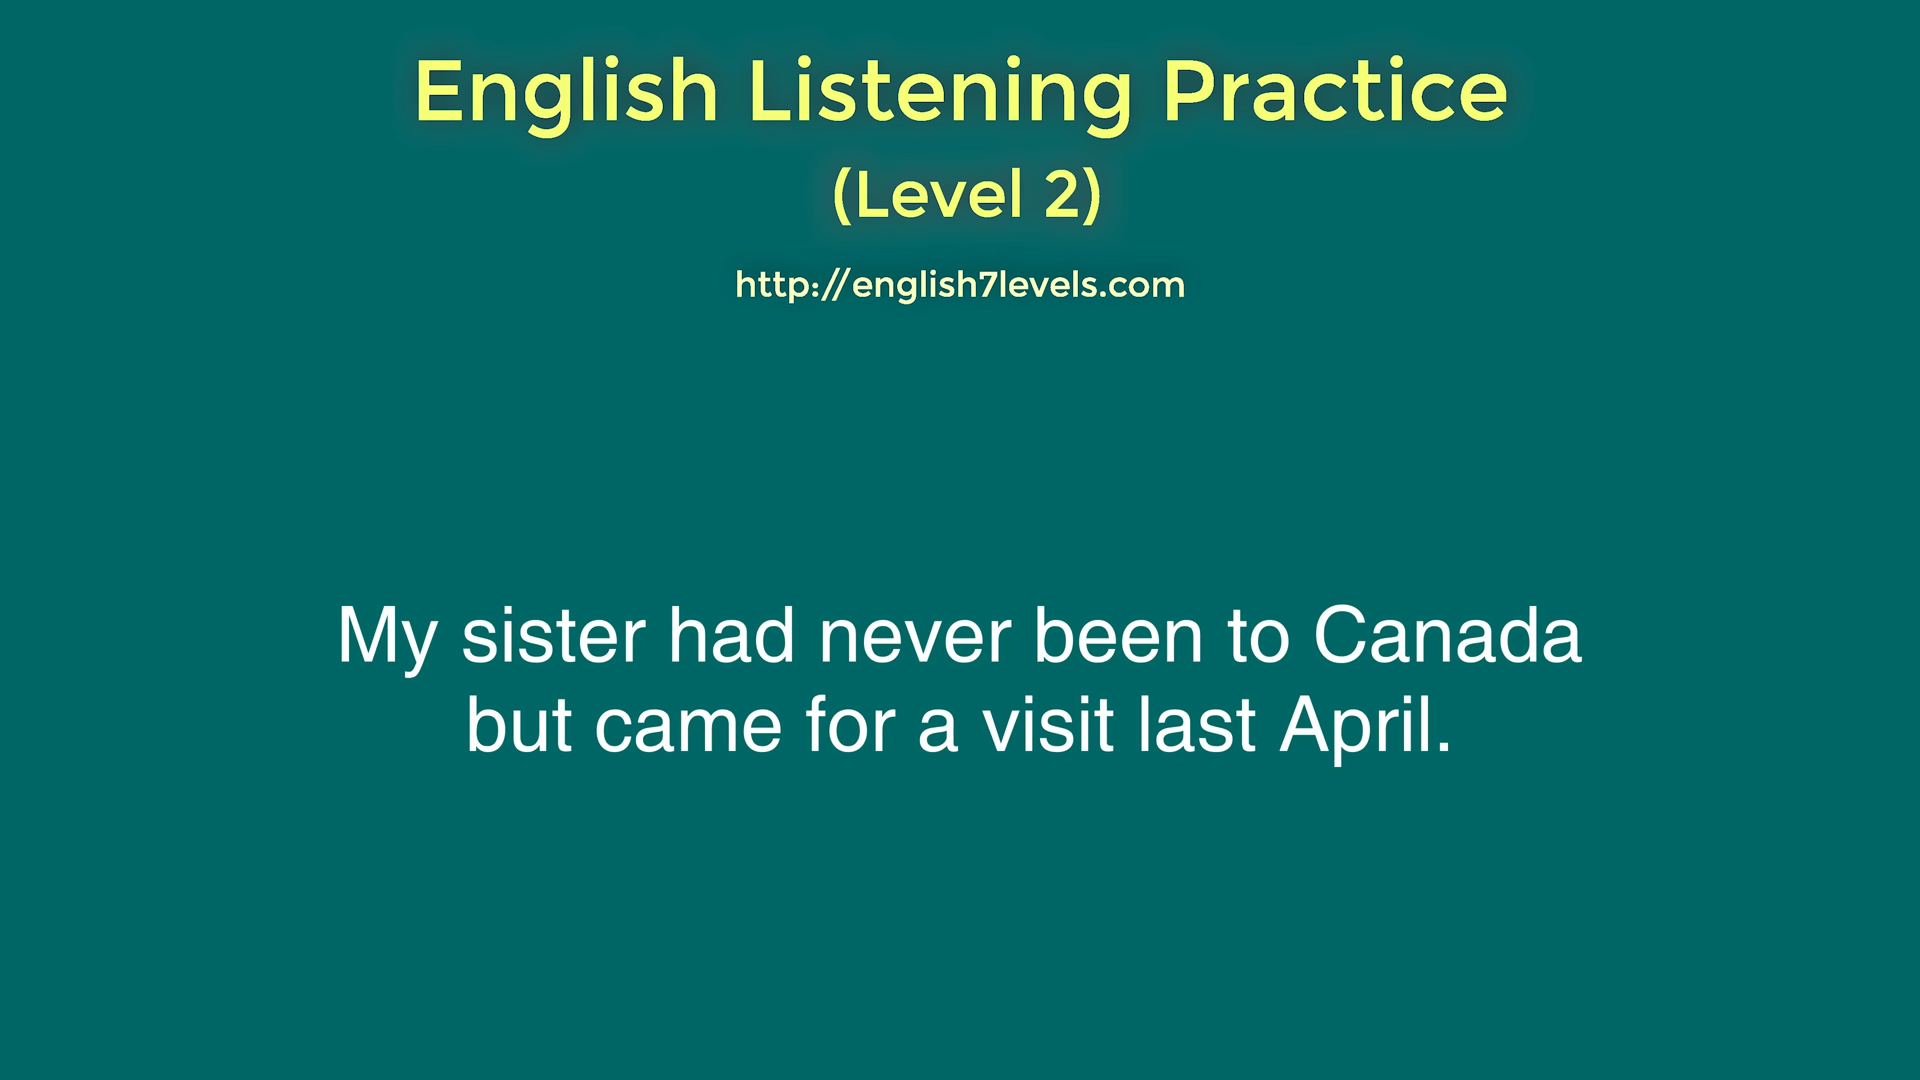 English Listening Practice
(Level 2)
http://english7levels.com
My sister had never been to Canada
but came for a visit last April.